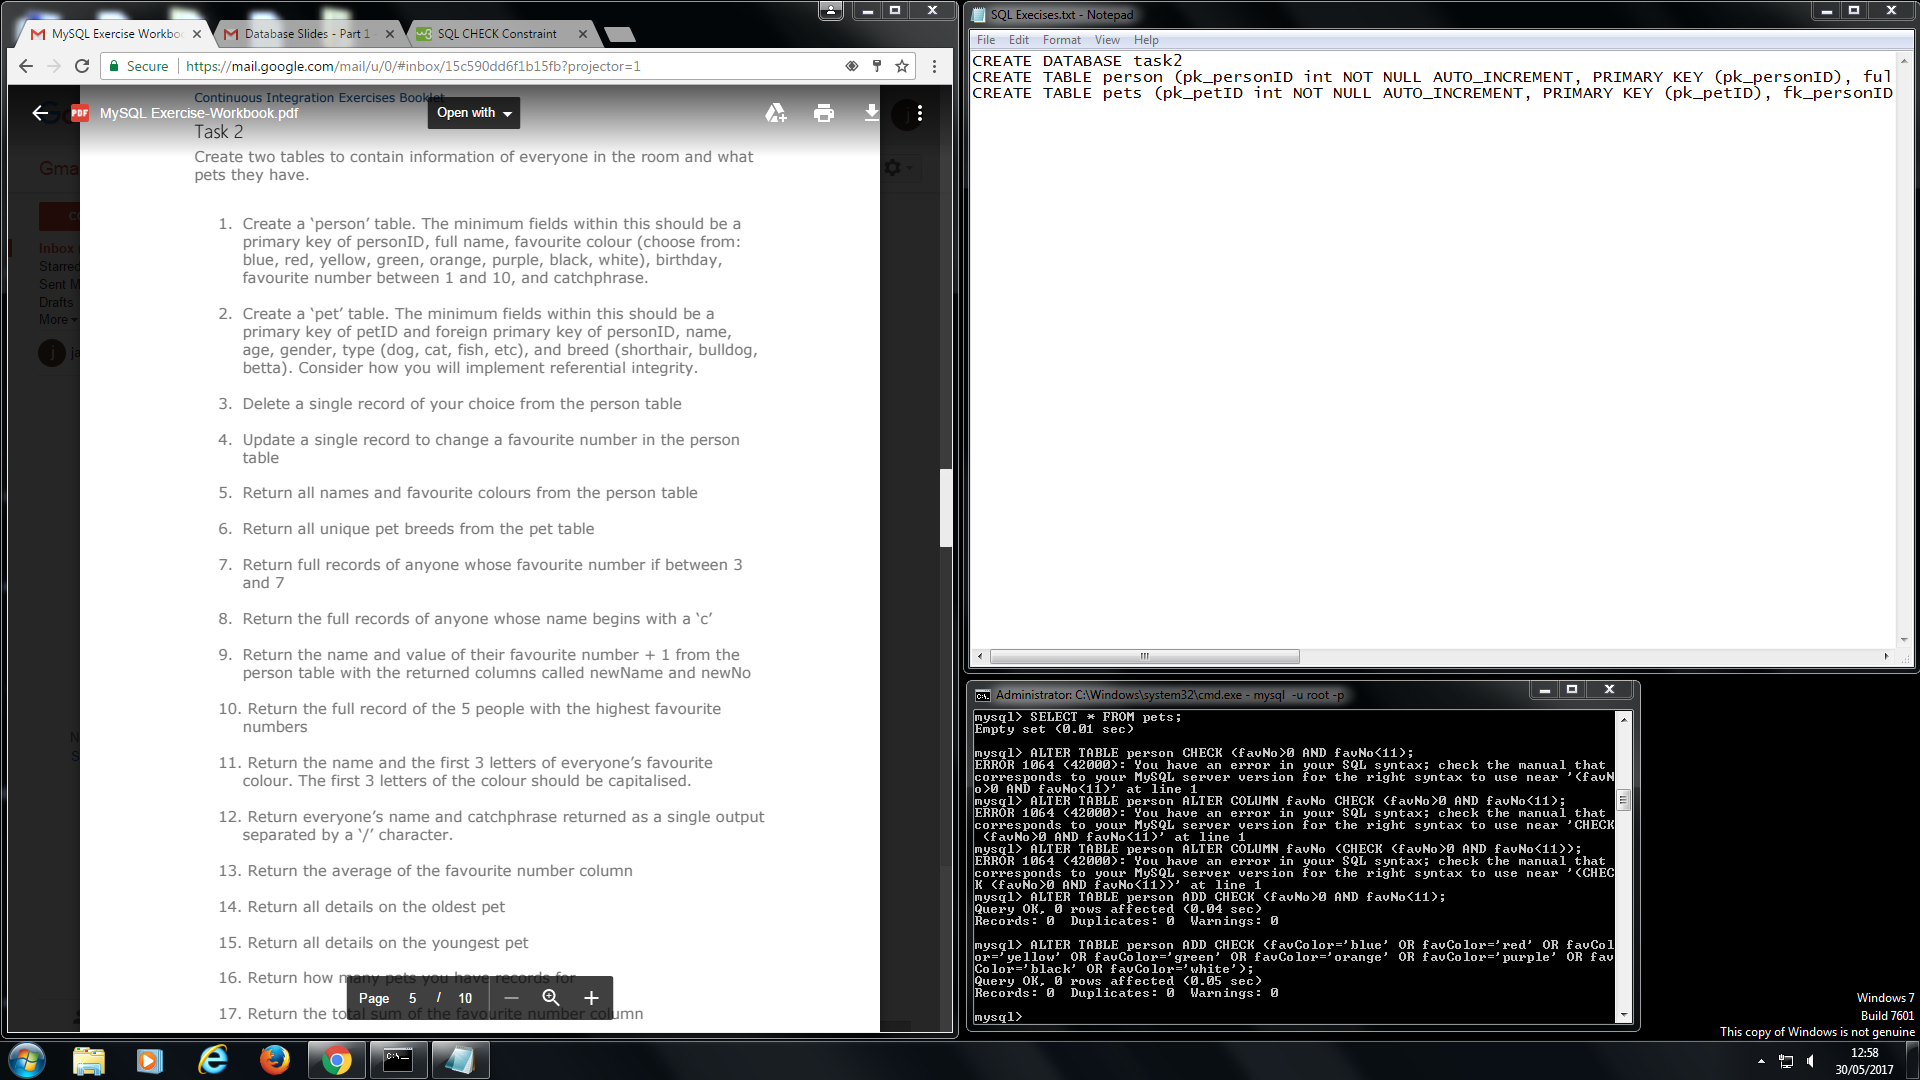 MySQL Exercise Workbo
Database Slides - Part 1
SQL CHECK Constraint
Secure
https://mail.google.com/mail/u/0/#inbox/15c590dd6f1b15fb?projector=1
Continuous Integration Exercises Booklet
PDF
MySQL Exercise-Workbook.pdf
Open with
Gma
Inbox
Starred
Sent M
Drafts
More
j
ja
Task 2
Create two tables to contain information of everyone in the room and what
pets they have.
1. Create a ‘person’ table. The minimum fields within this should be a
primary key of personID, full name, favourite colour (choose from:
blue, red, yellow, green, orange, purple, black, white), birthday,
favourite number between 1 and 10, and catchphrase.
2. Create a ‘pet’ table. The minimum fields within this should be a
primary key of petID and foreign primary key of personID, name,
age, gender, type (dog, cat, fish, etc), and breed (shorthair, bulldog,
betta). Consider how you will implement referential integrity.
3. Delete a single record of your choice from the person table
4. Update a single record to change a favourite number in the person
table
5. Return all names and favourite colours from the person table
6. Return all unique pet breeds from the pet table
7. Return full records of anyone whose favourite number if between 3
and 7
8. Return the full records of anyone whose name begins with a ‘c’
9. Return the name and value of their favourite number + 1 from the
person table with the returned columns called newName and newNo
10. Return the full record of the 5 people with the highest favourite
numbers
11. Return the name and the first 3 letters of everyone’s favourite
colour. The first 3 letters of the colour should be capitalised.
12. Return everyone’s name and catchphrase returned as a single output
separated by a ‘/’ character.
13. Return the average of the favourite number column
14. Return all details on the oldest pet
15. Return all details on the youngest pet
16. Return how many pets you have records for
17. Return the total sum of the favourite number column
Page 5 / 10
SQL Execises.txt - Notepad
File Edit Format View Help
CREATE DATABASE task2
CREATE TABLE person (pk_personID int NOT NULL AUTO_INCREMENT, PRIMARY KEY (pk_personID), ful
CREATE TABLE pets (pk_petID int NOT NULL AUTO_INCREMENT, PRIMARY KEY (pk_petID), fk_personID
Administrator: C:\Windows\system32\cmd.exe - mysql -u root -p
mysql> SELECT * FROM pets;
Empty set (0.01 sec)
mysql> ALTER TABLE person CHECK (favNo>0 AND favNo<11);
ERROR 1064 (42000): You have an error in your SQL syntax; check the manual that
corresponds to your MySQL server version for the right syntax to use near '(favN
o>0 AND favNo<11)' at line 1
mysql> ALTER TABLE person ALTER COLUMN favNo CHECK (favNo>0 AND favNo<11);
ERROR 1064 (42000): You have an error in your SQL syntax; check the manual that
corresponds to your MySQL server version for the right syntax to use near 'CHECK
(favNo>0 AND favNo<11)' at line 1
mysql> ALTER TABLE person ALTER COLUMN favNo (CHECK (favNo>0 AND favNo<11));
ERROR 1064 (42000): You have an error in your SQL syntax; check the manual that
corresponds to your MySQL server version for the right syntax to use near '(CHEC
K (favNo>0 AND favNo<11))' at line 1
mysql> ALTER TABLE person ADD CHECK (favNo>0 AND favNo<11);
Query OK, 0 rows affected (0.04 sec)
Records: 0 Duplicates: 0 Warnings: 0
mysql> ALTER TABLE person ADD CHECK (favColor='blue' OR favColor='red' OR favCol
or='yellow' OR favColor='green' OR favColor='orange' OR favColor='purple' OR fav
Color='black' OR favColor='white');
Query OK, 0 rows affected (0.05 sec)
Records: 0 Duplicates: 0 Warnings: 0
mysql>
Windows 7
Build 7601
This copy of Windows is not genuine
12:58
30/05/2017